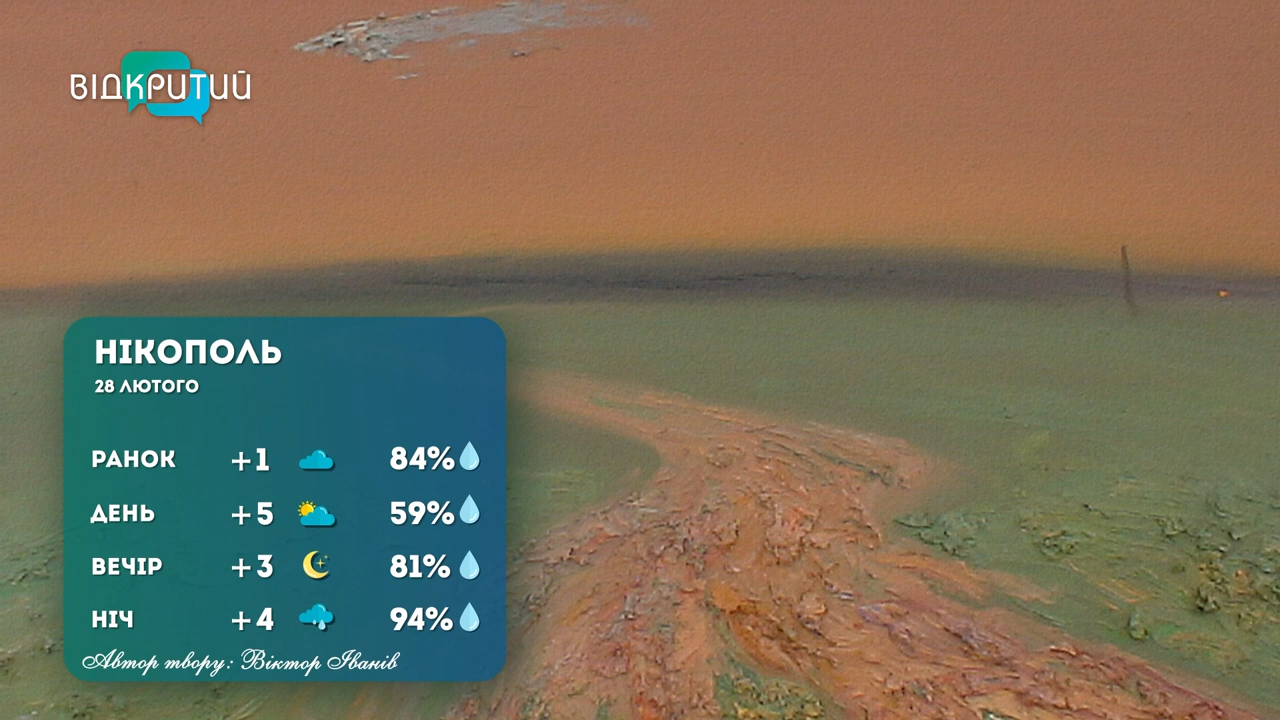 ВІДКРИТИЙ
НІКОПОЛЬ
28 ЛЮТОГО
РАНОК +1 84%
ДЕНЬ +5 59%
ВЕЧІР +3 81%
НІЧ +4 94%
Автор твору: Віктор Іванів